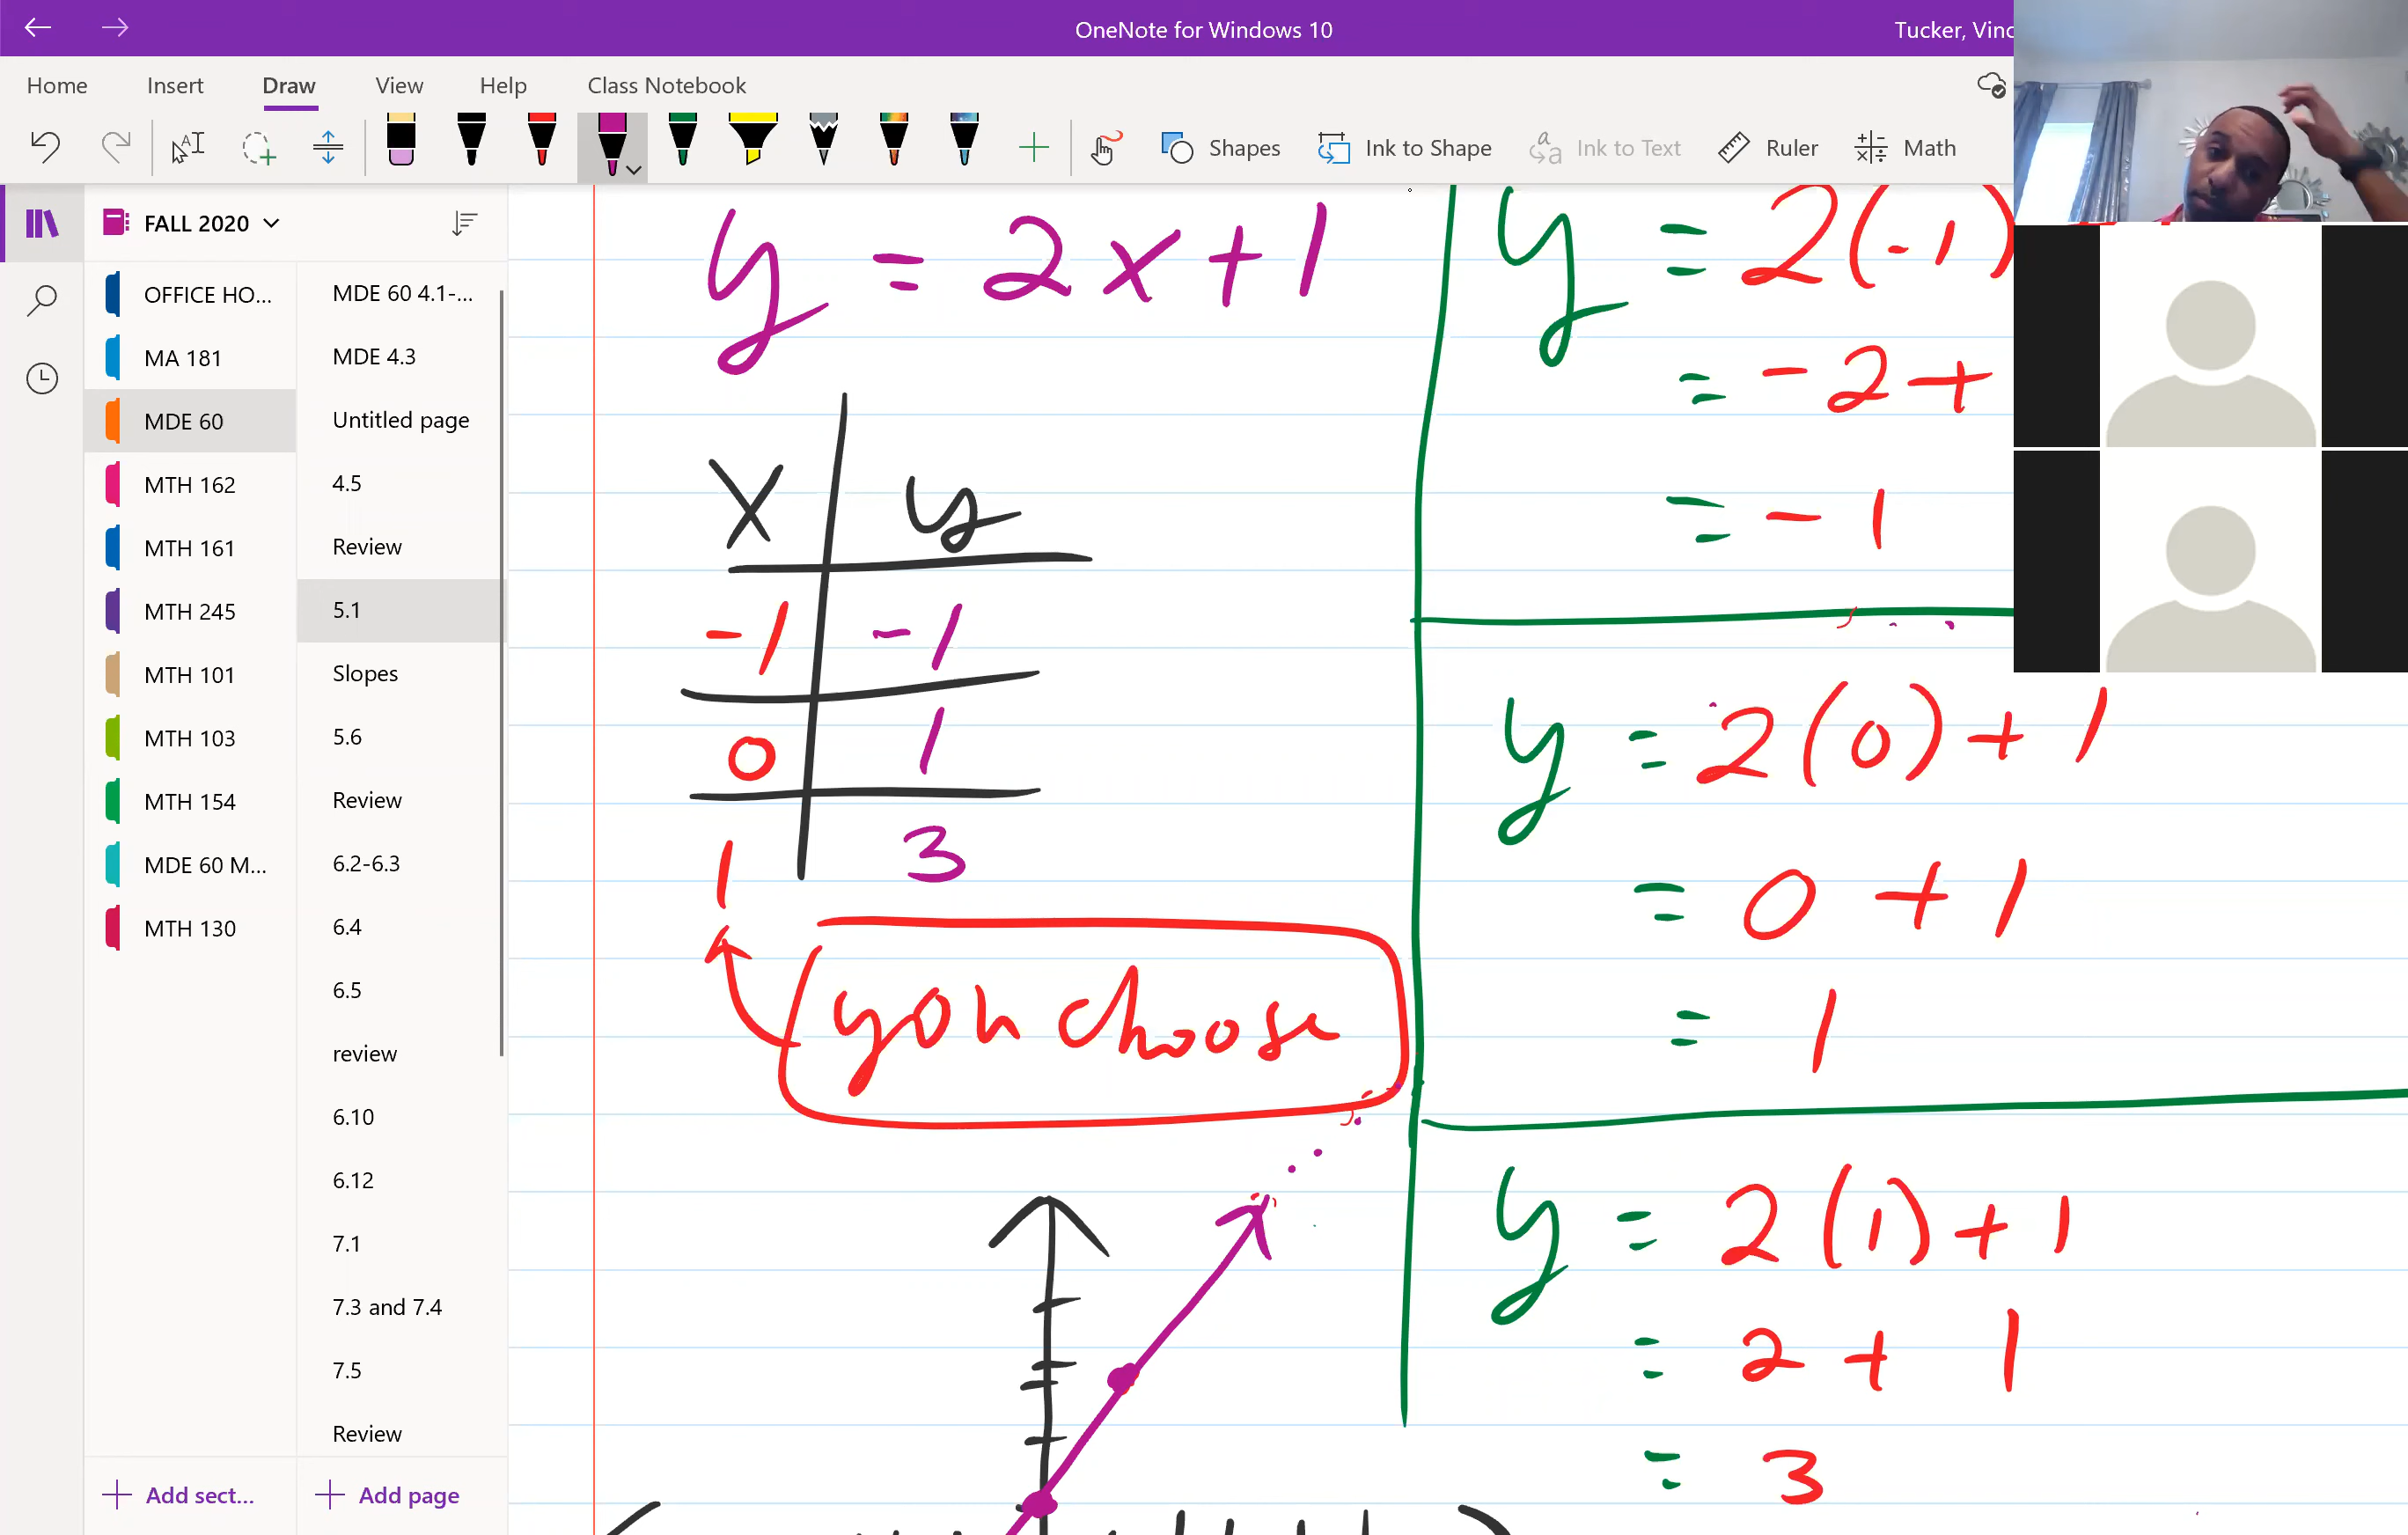 OneNote for Windows 10
Tucker, Vinc
Home Insert Draw View Help Class Notebook
Shapes Ink to Shape Ink to Text Ruler Math
FALL 2020
OFFICE HO...
MA 181
MDE 60
MTH 162
MTH 161
MTH 245
MTH 101
MTH 103
MTH 154
MDE 60 M...
MTH 130
Add sect...
MDE 60 4.1-...
MDE 4.3
Untitled page
4.5
Review
5.1
Slopes
5.6
Review
6.2-6.3
6.4
6.5
review
6.10
6.12
7.1
7.3 and 7.4
7.5
Review
Add page
y = 2x+1
x y
-1 -1
0 1
1 3
you choose
y = 2(-1)
= -2+
= -1
y = 2(0)+1
= 0+1
= 1
y = 2(1)+1
= 2+1
= 3